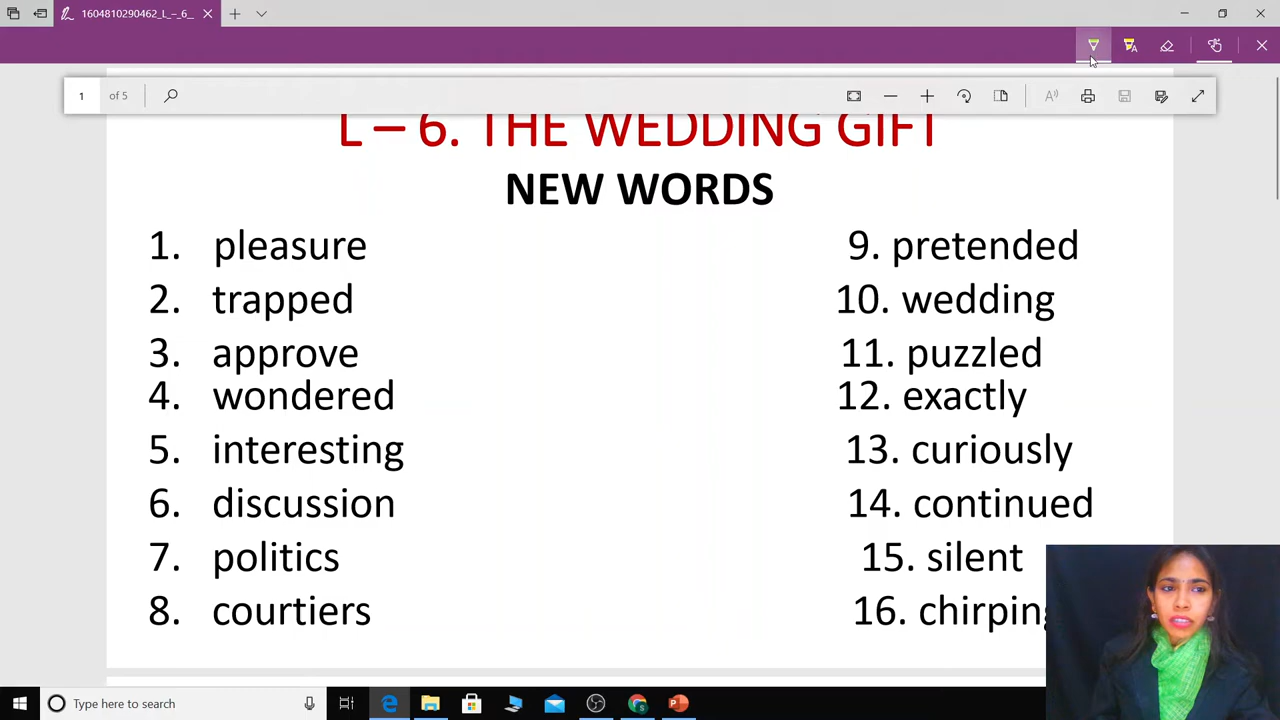 1604810290462_L_–_6_
1 of 5
L – 6. THE WEDDING GIFT
NEW WORDS
1. pleasure
2. trapped
3. approve
4. wondered
5. interesting
6. discussion
7. politics
8. courtiers
9. pretended
10. wedding
11. puzzled
12. exactly
13. curiously
14. continued
15. silent
16. chirping
Type here to search